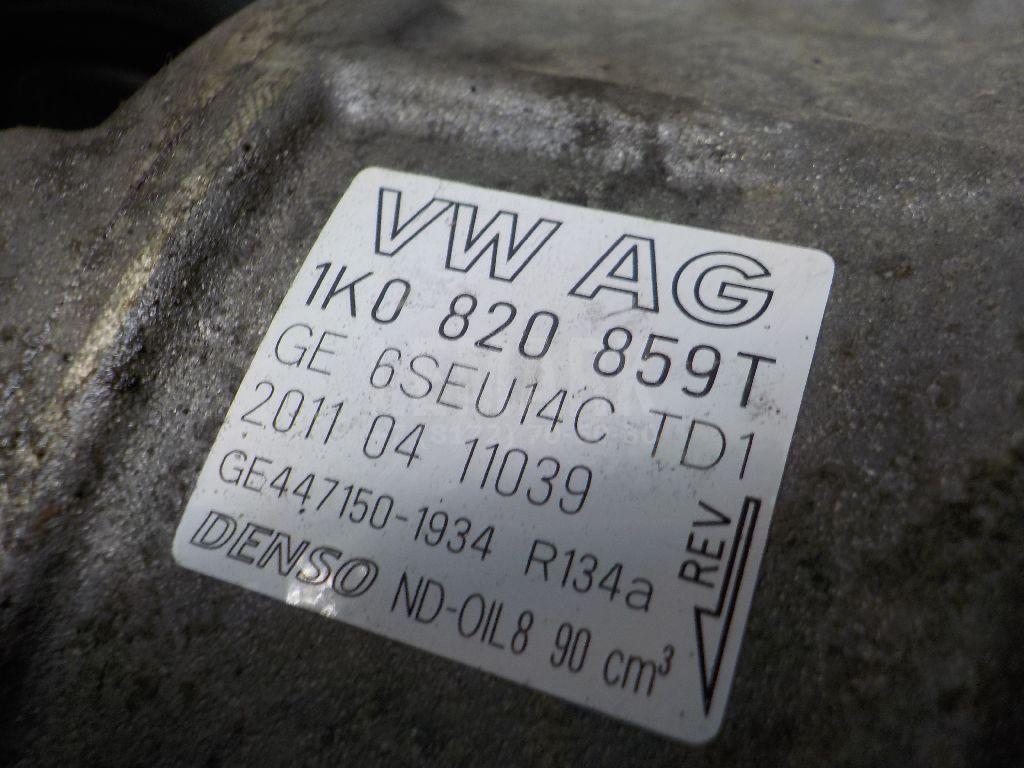 VW AG
1K0 820 859T
GE 6SEU14C TD1
2011 04 11039
GE447150-1934 R134a
DENSO ND-OIL8 90 cm³
REV